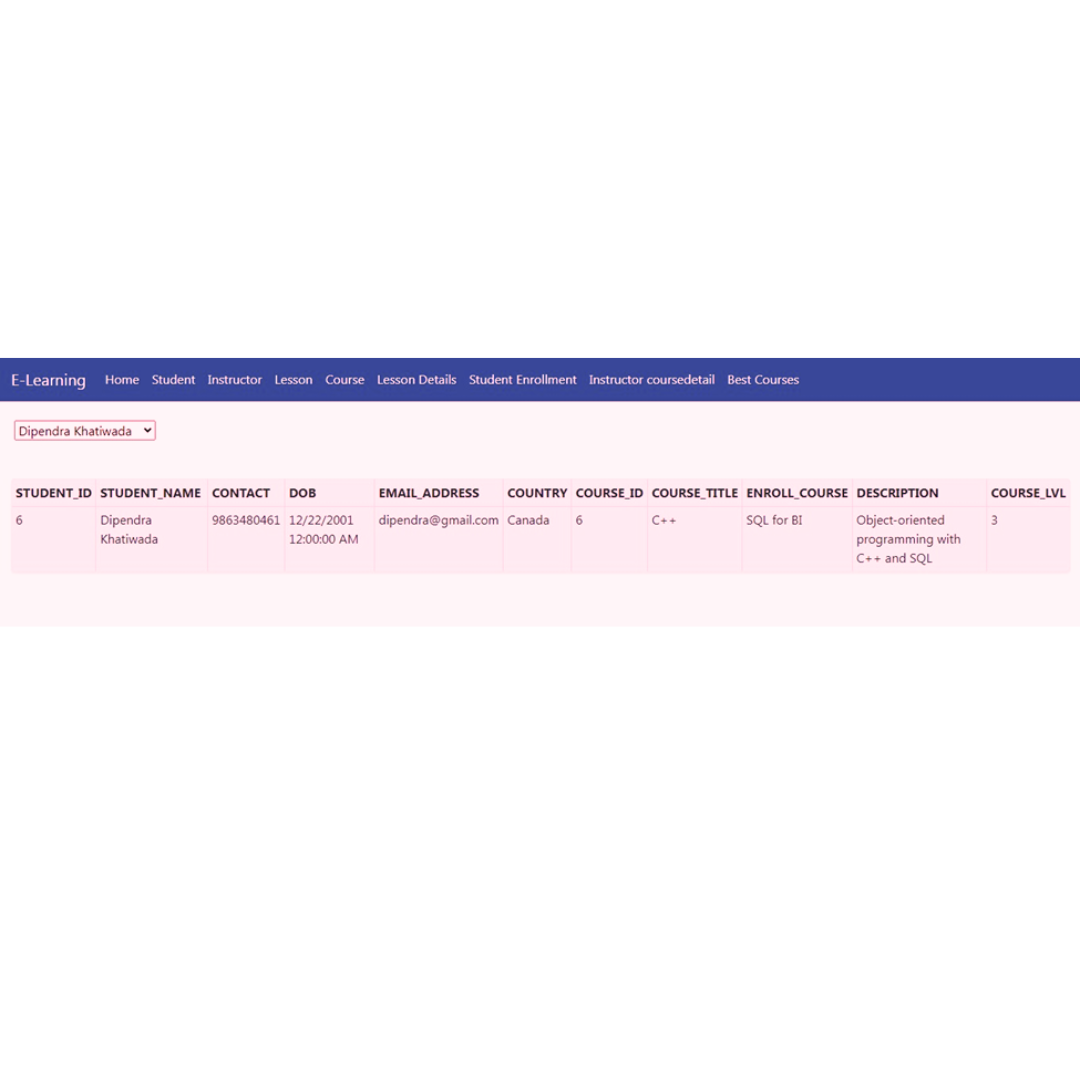 E-Learning Home Student Instructor Lesson Course Lesson Details Student Enrollment Instructor coursedetail Best Courses
Dipendra Khatiwada
STUDENT_ID STUDENT_NAME CONTACT DOB EMAIL_ADDRESS COUNTRY COURSE_ID COURSE_TITLE ENROLL_COURSE DESCRIPTION COURSE_LVL
6 Dipendra 9863480461 12/22/2001 dipendra@gmail.com Canada 6 C++ SQL for BI Object-oriented 3
Khatiwada 12:00:00 AM programming with
C++ and SQL